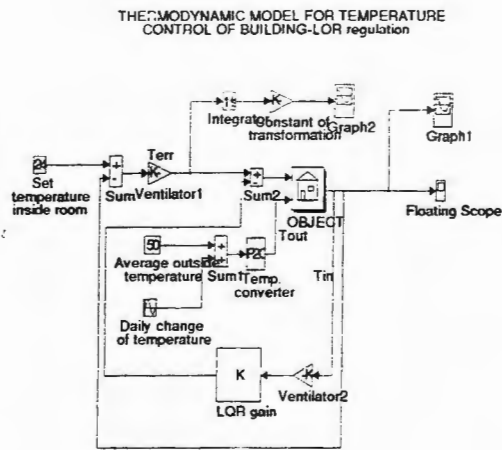 THERMODYNAMIC MODEL FOR TEMPERATURE
CONTROL OF BUILDING-LQR regulation
Integrator
Constant of
transformation
Graph2
Graph1
K
Terr
+
-
Set
temperature
inside room
Sum
Ventilator1
Sum2
OBJECT
Floating Scope
Tout
50
Average outside
temperature
Sum1
Temp.
converter
Tin
Daily change
of temperature
K
K
LQR gain
Ventilator2